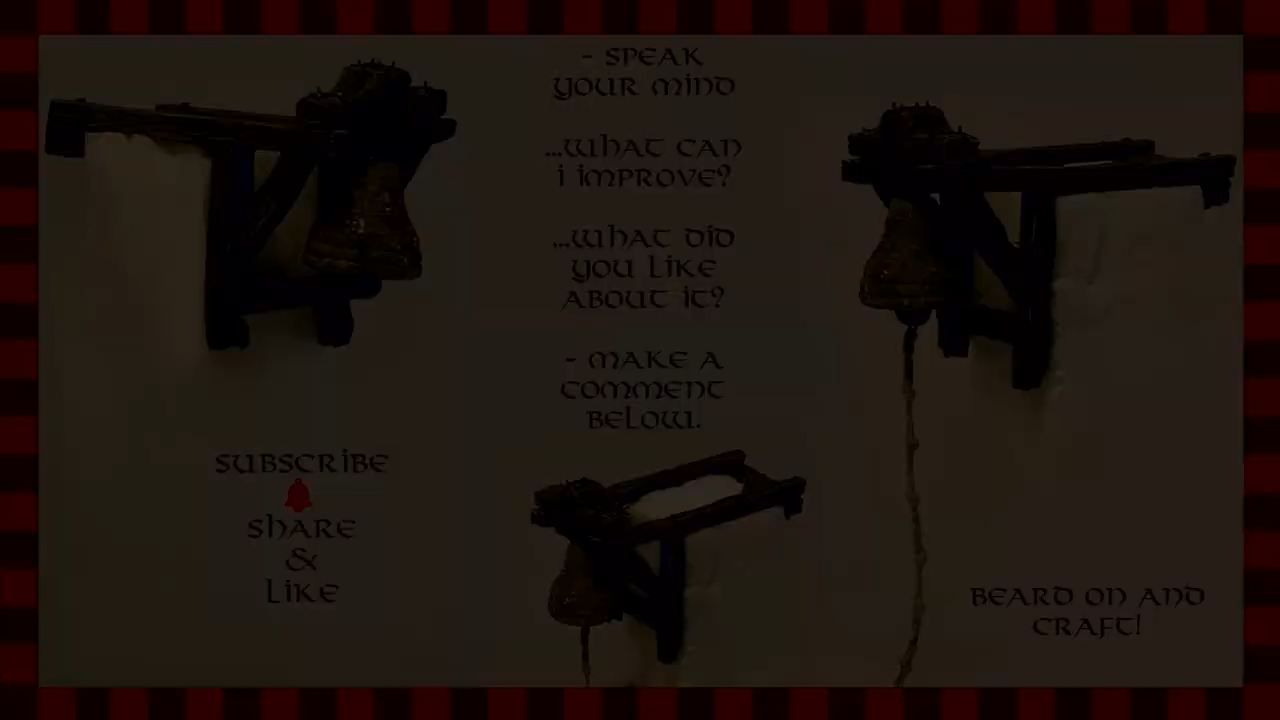 - SPEAK
YOUR MIND
...WHAT CAN
I IMPROVE?
...WHAT DID
YOU LIKE
ABOUT IT?
- MAKE A
COMMENT
BELOW.
SUBSCRIBE
SHARE
&
LIKE
BEARD ON AND
CRAFT!